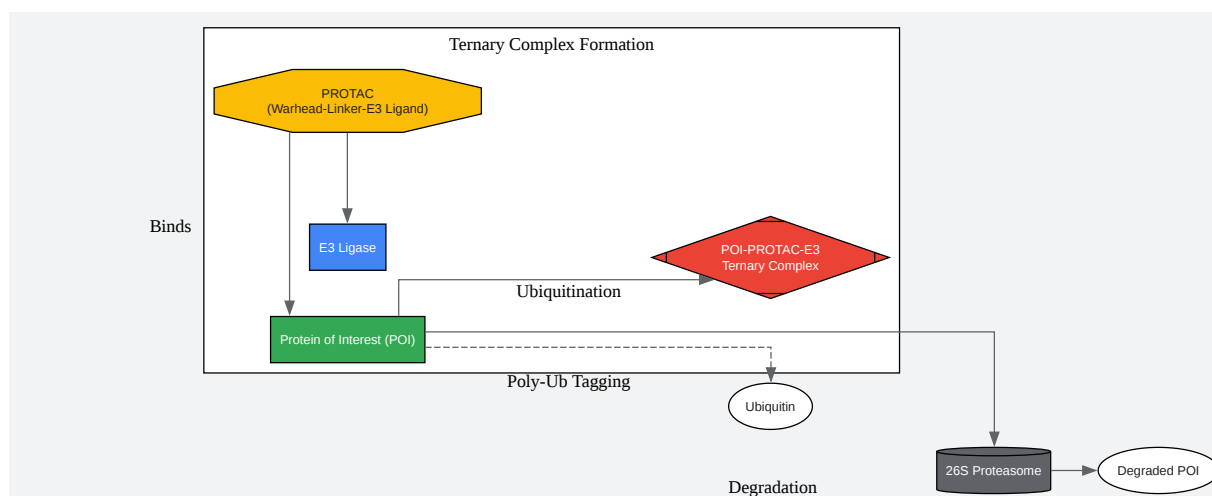 Ternary Complex Formation
PROTAC
(Warhead-Linker-E3 Ligand)
Binds
E3 Ligase
POI-PROTAC-E3
Ternary Complex
Ubiquitination
Protein of Interest (POI)
Poly-Ub Tagging
Ubiquitin
26S Proteasome
Degraded POI
Degradation